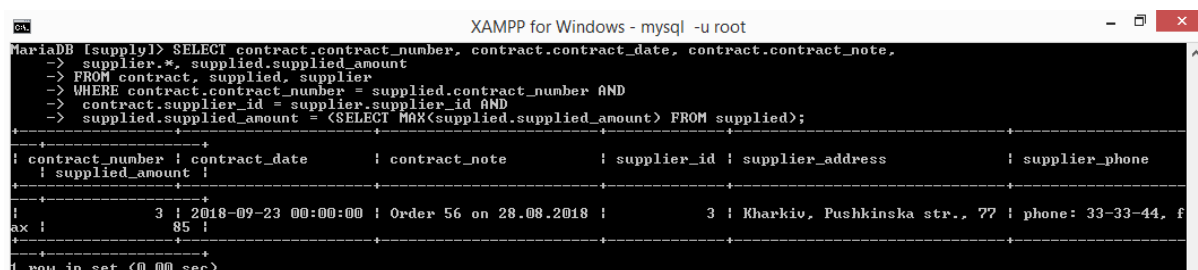 XAMPP for Windows - mysql -u root
MariaDB [supply]> SELECT contract.contract_number, contract.contract_date, contract.contract_note,
-> supplier.*, supplied.supplied_amount
-> FROM contract, supplied, supplier
-> WHERE contract.contract_number = supplied.contract_number AND
-> contract.supplier_id = supplier.supplier_id AND
-> supplied.supplied_amount = (SELECT MAX(supplied.supplied_amount) FROM supplied);
| contract_number | contract_date | contract_note | supplier_id | supplier_address | supplier_phone
| supplied_amount |
| 3 | 2018-09-23 00:00:00 | Order 56 on 28.08.2018 | 3 | Kharkiv, Pushkinska str., 77 | phone: 33-33-44, f
ax | 85 |
1 row in set (0.00 sec)